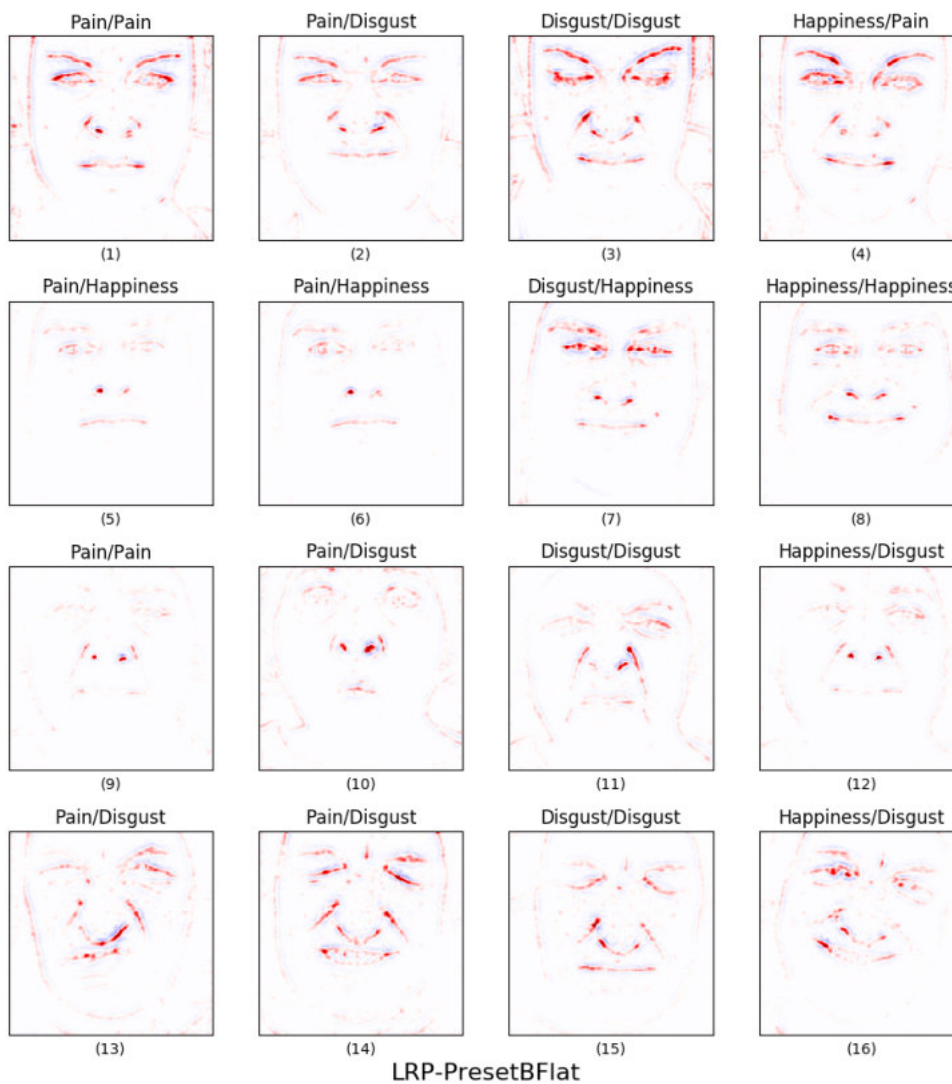 Pain/Pain Pain/Disgust Disgust/Disgust Happiness/Pain
(1) (2) (3) (4)
Pain/Happiness Pain/Happiness Disgust/Happiness Happiness/Happiness
(5) (6) (7) (8)
Pain/Pain Pain/Disgust Disgust/Disgust Happiness/Disgust
(9) (10) (11) (12)
Pain/Disgust Pain/Disgust Disgust/Disgust Happiness/Disgust
(13) (14) (15) (16)
LRP-PresetBFlat